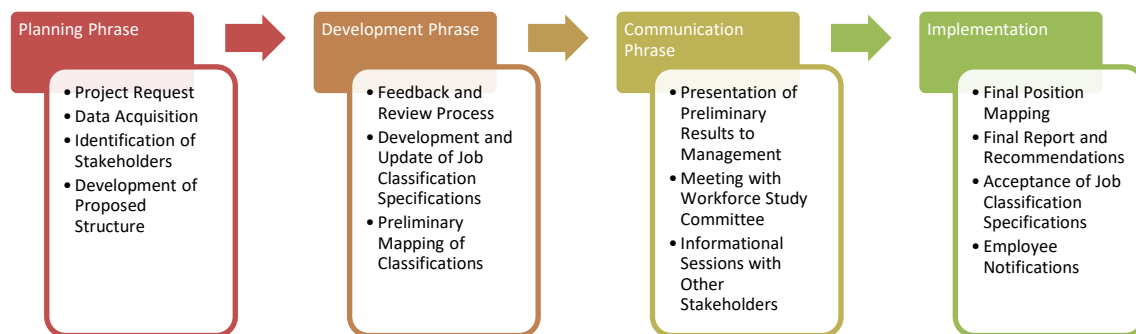 Planning Phrase
• Project Request
• Data Acquisition
• Identification of
Stakeholders
• Development of
Proposed
Structure
Development Phrase
• Feedback and
Review Process
• Development and
Update of Job
Classification
Specifications
• Preliminary
Mapping of
Classifications
Communication
Phrase
• Presentation of
Preliminary
Results to
Management
• Meeting with
Workforce Study
Committee
• Informational
Sessions with
Other
Stakeholders
Implementation
• Final Position
Mapping
• Final Report and
Recommendations
• Acceptance of Job
Classification
Specifications
• Employee
Notifications